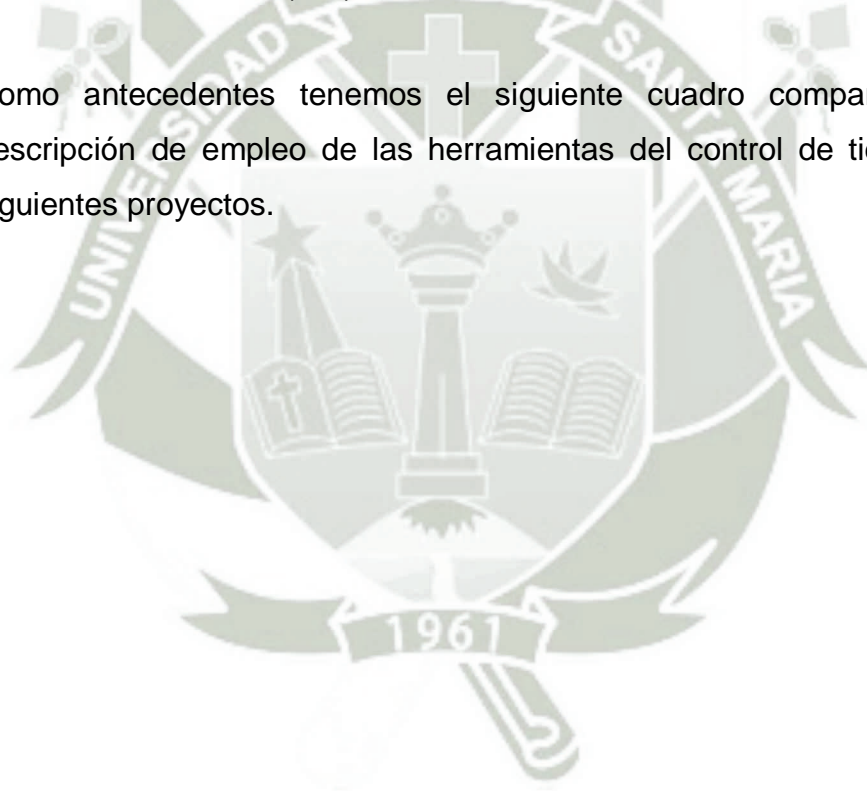 omo antecedentes tenemos el siguiente cuadro compa
escripción de empleo de las herramientas del control de ti
guientes proyectos.
UNIVERSIDAD
SANTA MARIA
1961